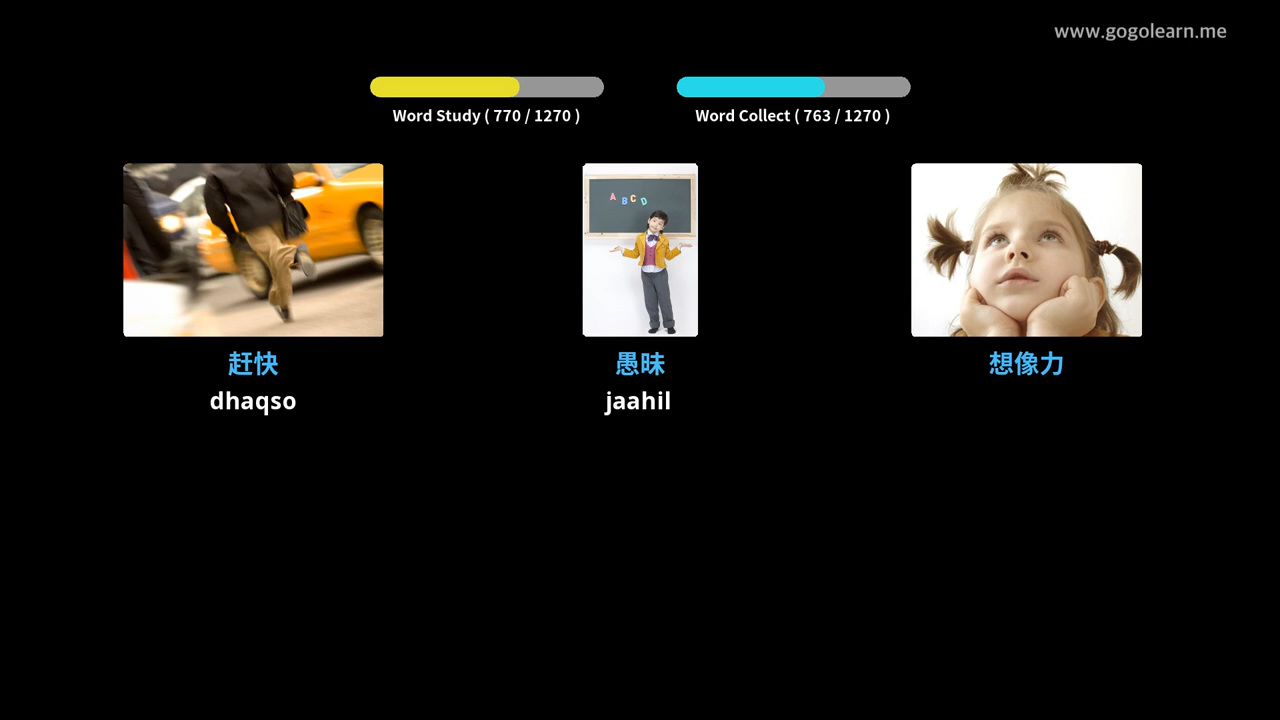 www.gogolearn.me
Word Study ( 770 / 1270 )
Word Collect ( 763 / 1270 )
A B C D
赶快
愚昧
想像力
dhaqso
jaahil